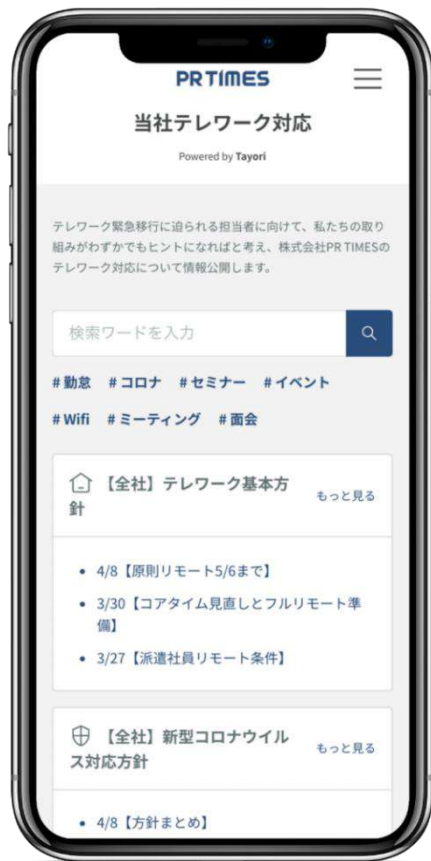 PR TIMES
当社テレワーク対応
Powered by Tayori
テレワーク緊急移行に迫られる担当者に向けて、私たちの取り
組みがわずかでもヒントになればと考え、株式会社PR TIMESの
テレワーク対応について情報公開します。
検索ワードを入力
# 勤怠 # コロナ # セミナー # イベント
# Wifi # ミーティング # 面会
【全社】テレワーク基本方
針
もっと見る
• 4/8【原則リモート5/6まで】
• 3/30【コアタイム見直しとフルリモート準
備】
• 3/27【派遣社員リモート条件】
【全社】新型コロナウイル
ス対応方針
もっと見る
• 4/8【方針まとめ】